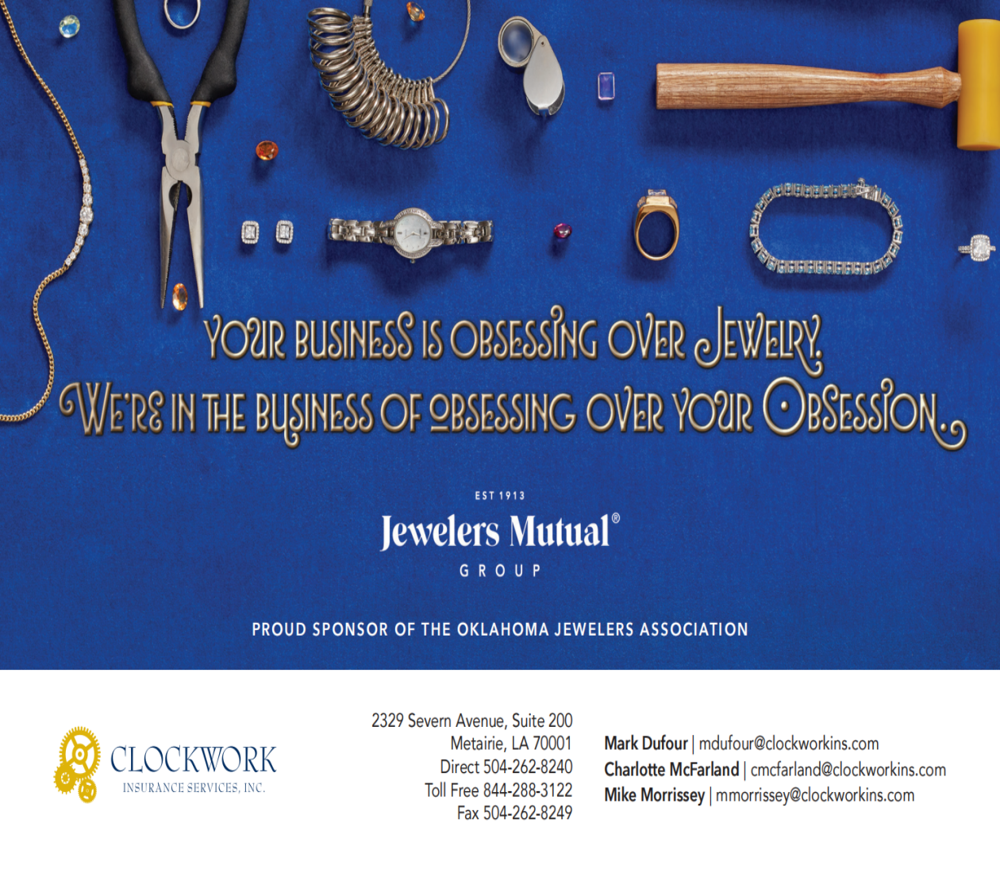 YOUR BUSINESS IS OBSESSING OVER JEWELRY.
WE'RE IN THE BUSINESS OF OBSESSING OVER YOUR OBSESSION.
EST 1913
Jewelers Mutual®
GROUP
PROUD SPONSOR OF THE OKLAHOMA JEWELERS ASSOCIATION
CLOCKWORK
INSURANCE SERVICES, INC.
2329 Severn Avenue, Suite 200
Metairie, LA 70001
Direct 504-262-8240
Toll Free 844-288-3122
Fax 504-262-8249
Mark Dufour | mdufour@clockworkins.com
Charlotte McFarland | cmcfarland@clockworkins.com
Mike Morrissey | mmorrissey@clockworkins.com